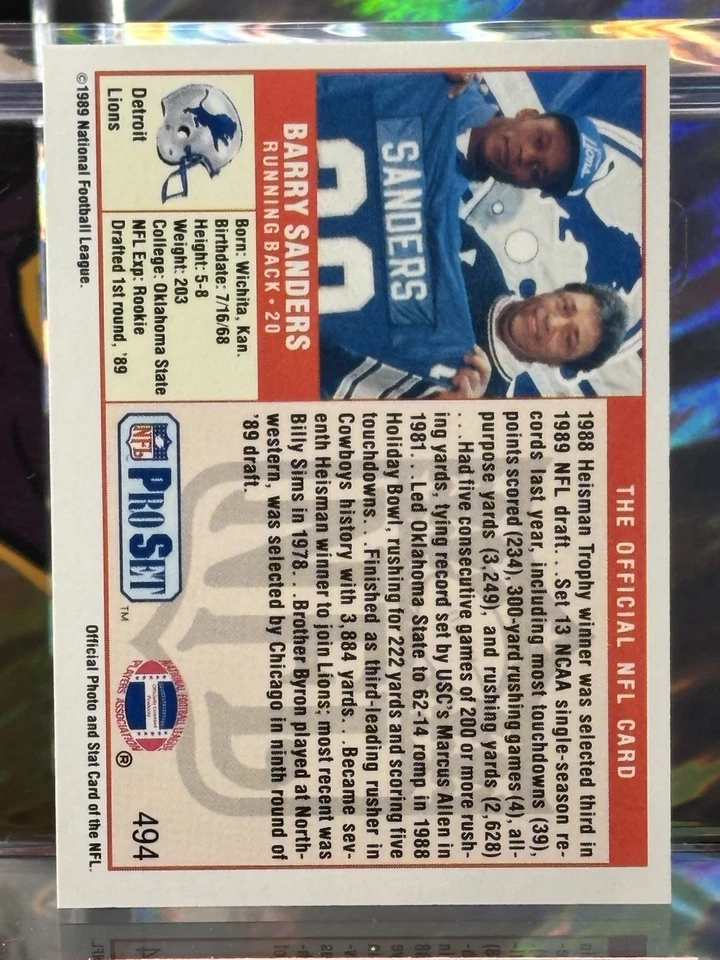 THE OFFICIAL NFL CARD
Lions
SANDERS
BARRY SANDERS
RUNNING BACK • 20
Detroit
Lions
Born: Wichita, Kan.
Birthdate: 7/16/68
Height: 5-8
Weight: 203
College: Oklahoma State
NFL Exp: Rookie
Drafted 1st round, '89
1988 Heisman Trophy winner was selected third in
1989 NFL draft. . .Set 13 NCAA single-season re-
cords last year, including most touchdowns (39),
points scored (234), 300-yard rushing games (4), all-
purpose yards (3,249), and rushing yards (2,628)
. . .Had five consecutive games of 200 or more rush-
ing yards, tying record set by USC's Marcus Allen in
1981. . .Led Oklahoma State to 62-14 romp, in 1988
Holiday Bowl, rushing for 222 yards and scoring five
touchdowns. . .Finished as third-leading rusher in
Cowboys history with 3,884 yards. . .Became sev-
enth Heisman winner to join Lions; most recent was
Billy Sims in 1978. . .Brother Byron played at North-
western, was selected by Chicago in ninth round of
'89 draft.
NFL PRO SET TM
NATIONAL FOOTBALL LEAGUE
PLAYERS ASSOCIATION ®
494
©1989 National Football League.
Official Photo and Stat Card of the NFL.